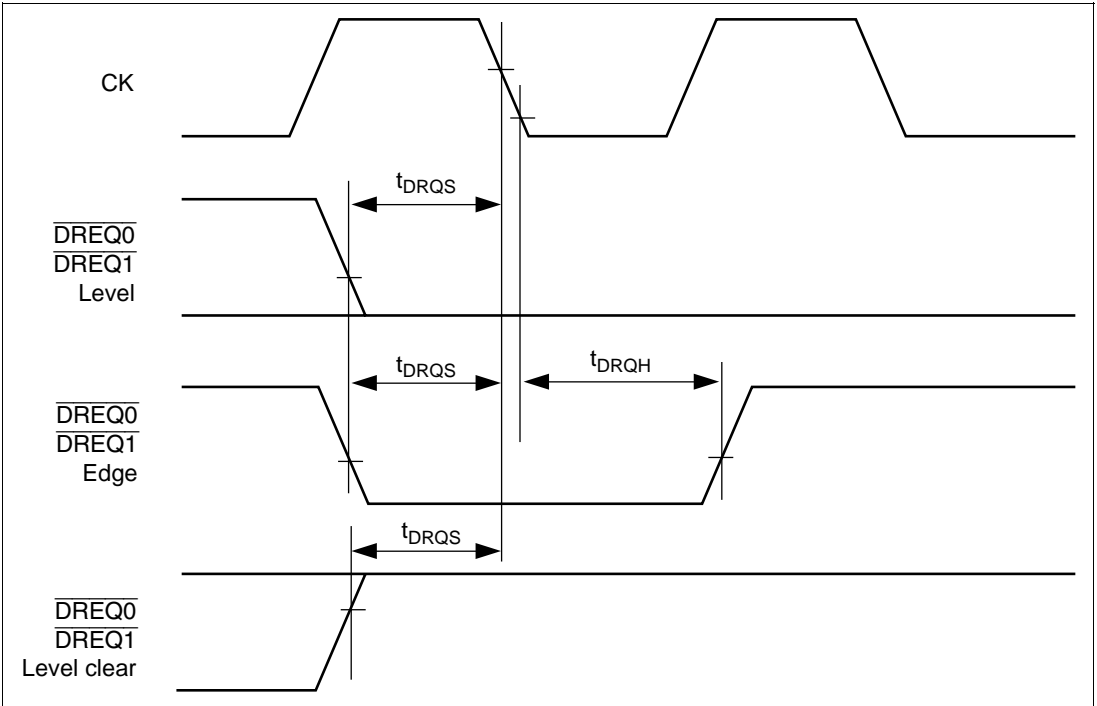 CK
tDRQS
DREQ0
DREQ1
Level
tDRQS
tDRQH
DREQ0
DREQ1
Edge
tDRQS
DREQ0
DREQ1
Level clear